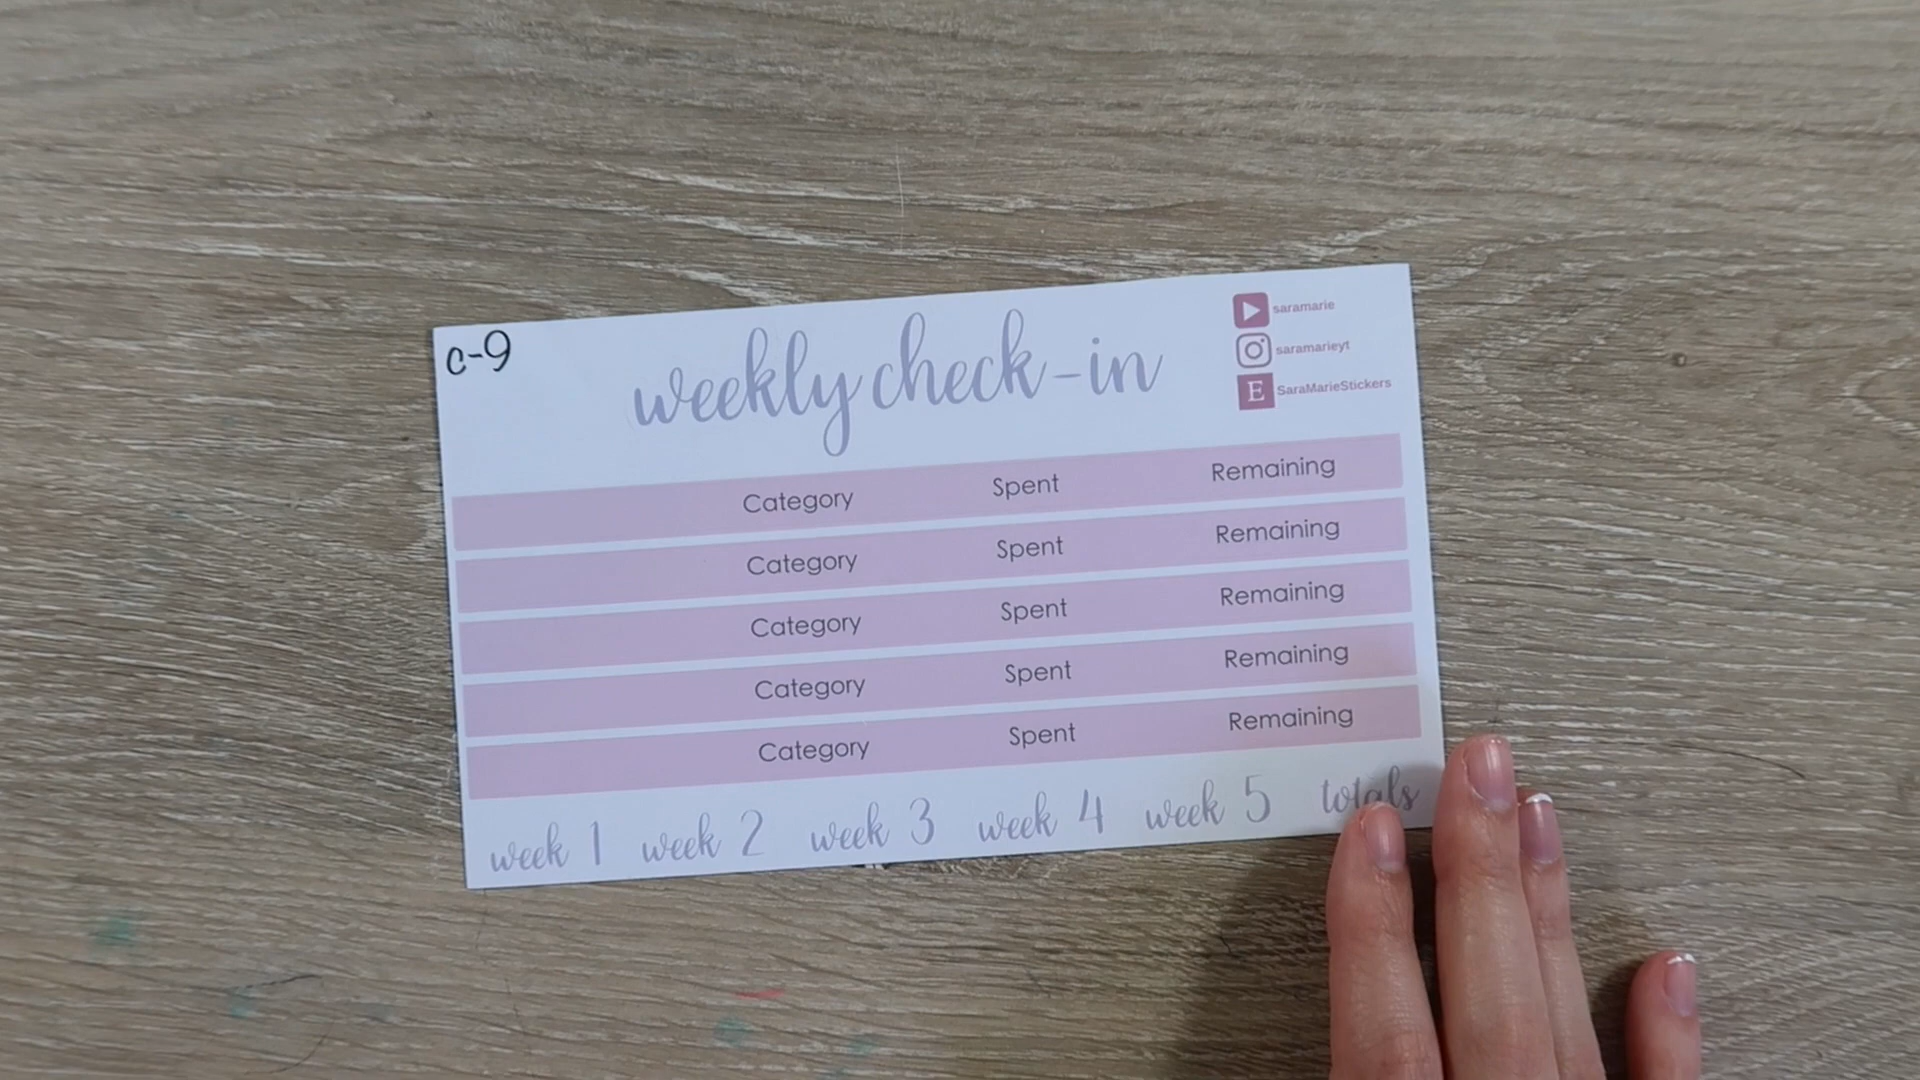 c-9
weekly check-in
saramarie
saramarieyt
E SaraMarieStickers
Category Spent Remaining
Category Spent Remaining
Category Spent Remaining
Category Spent Remaining
Category Spent Remaining
week 1 week 2 week 3 week 4 week 5 totals